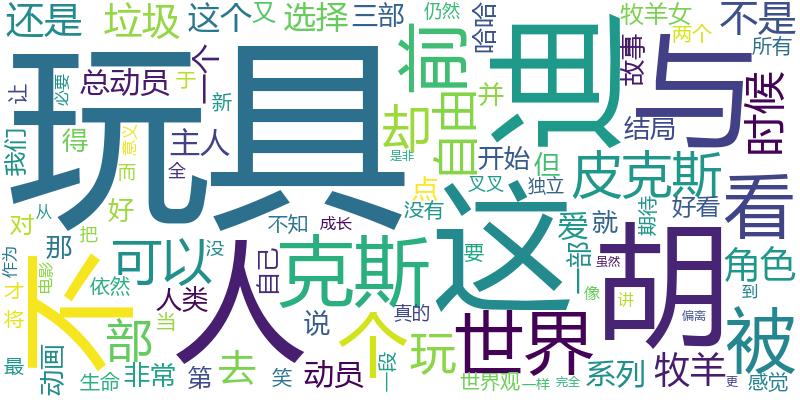 还是
垃圾
这个
又
选择
三部
仍然
哈哈
牧羊女
不是
玩具
总动员
于
一个
前
迪
故事
两个
所有
与
让
必要
新
却
自由
并
时候
我们
得
意义
而
全
主人
是非
开始
但
结局
皮克斯
叉叉
独立
点
没有
看
对
从
好
把
那
不知
成长
这
爱
就
期待
好看
作为
电影
可以
没
人
自己
克斯
要
一部
虽然
胡
角色
才
将
不
依然
人类
当
说
个
真的
像
讲
偏离
到
部
玩
世界
被
最
动画
生命
非常
第
去
笑
动员
一段
世界观
一样
完全
系列
牧羊
更
感觉